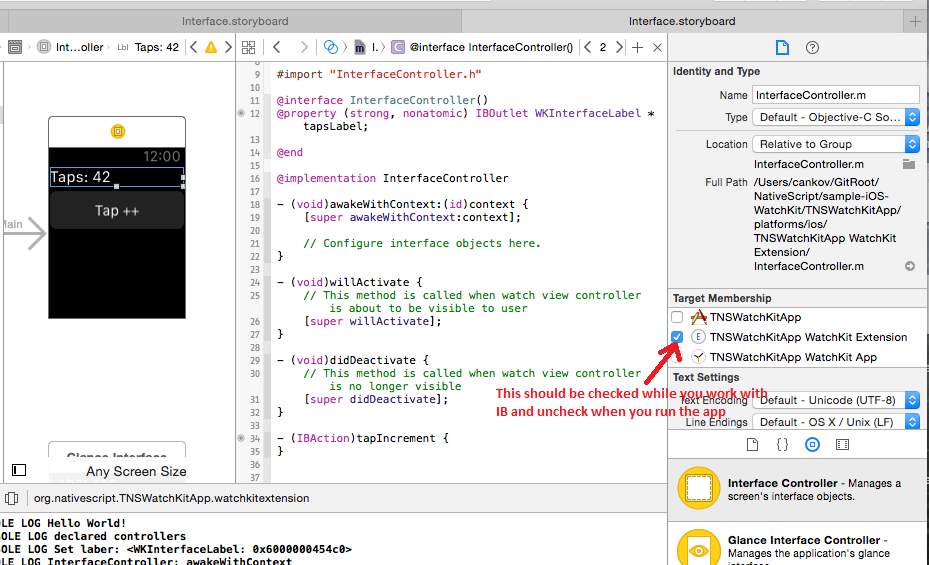 Interface.storyboard
Interface.storyboard
Int...oller
Lbl
Taps: 42
I.
C
@interface InterfaceController()
2
12:00
Taps: 42
Tap ++
Main
Any Screen Size
9
#import "InterfaceController.h"
10
11
@interface InterfaceController()
12
@property (strong, nonatomic) IBOutlet WKInterfaceLabel *
tapsLabel;
13
14
@end
15
16
@implementation InterfaceController
17
18
- (void)awakeWithContext:(id)context {
19
[super awakeWithContext:context];
20
21
// Configure interface objects here.
22
}
23
24
- (void)willActivate {
25
// This method is called when watch view controller
is about to be visible to user
26
[super willActivate];
27
}
28
29
- (void)didDeactivate {
30
// This method is called when watch view controller
is no longer visible
31
[super didDeactivate];
32
}
33
34
- (IBAction)tapIncrement {
35
}
36
37
Identity and Type
Name
InterfaceController.m
Type
Default - Objective-C So...
Location
Relative to Group
InterfaceController.m
Full Path
/Users/cankov/GitRoot/
NativeScript/sample-iOS-
WatchKit/TNSWatchKitApp/
platforms/ios/
TNSWatchKitApp WatchKit
Extension/
InterfaceController.m
Target Membership
TNSWatchKitApp
E
TNSWatchKitApp WatchKit Extension
TNSWatchKitApp WatchKit App
This should be checked while you work with
IB and uncheck when you run the app
Text Settings
Text Encoding
Default - Unicode (UTF-8)
Line Endings
Default - OS X / Unix (LF)
{}
Interface Controller - Manages a
screen's interface objects.
Glance Interface Controller -
Manages the application's glance
org.nativescript.TNSWatchKitApp.watchkitextension
OLE LOG Hello World!
OLE LOG declared controllers
OLE LOG Set laber: <WKInterfaceLabel: 0x6000000454c0>
OLE LOG InterfaceController: awakeWithContext